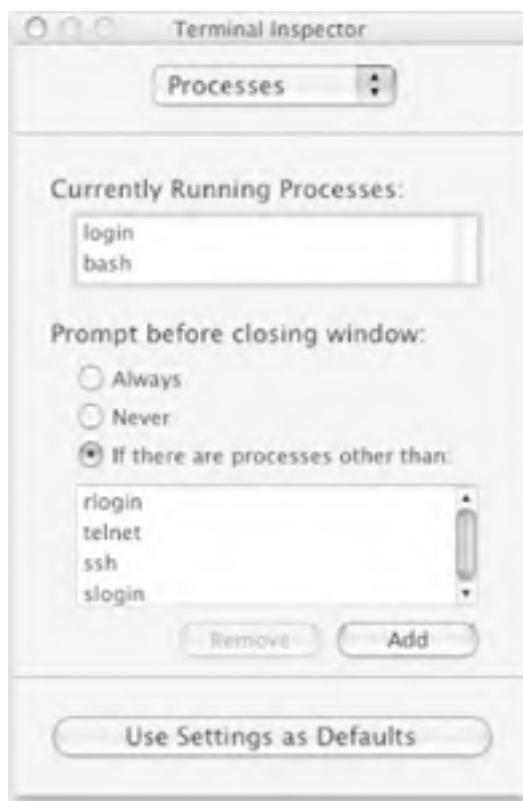 Terminal Inspector
Processes
Currently Running Processes:
login
bash
Prompt before closing window:
Always
Never
If there are processes other than:
rlogin
telnet
ssh
slogin
Remove
Add
Use Settings as Defaults